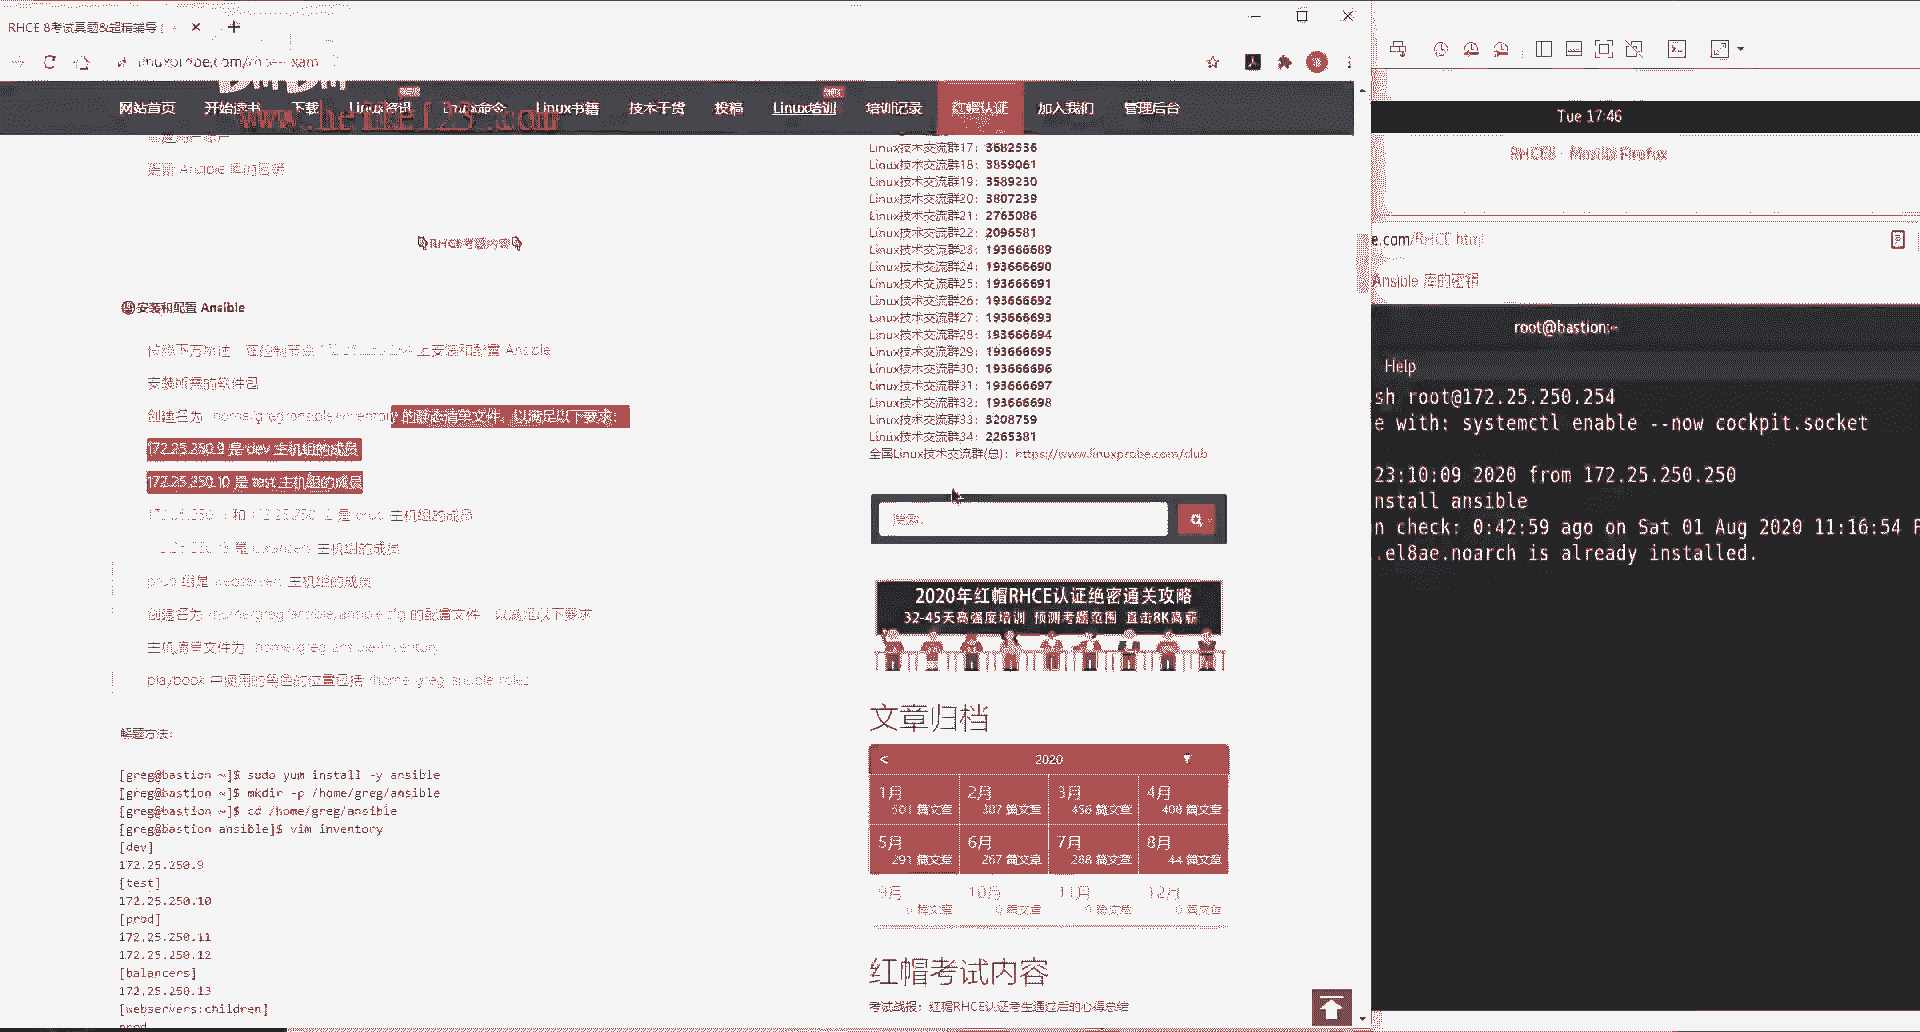 RHCE 8考试真题&超精辅导
linuxprobe.com/rhce-exam
网站首页 开始读书 下载 Linux资讯 Linux命令 Linux书籍 技术干货 投稿 Linux培训 培训记录 红帽认证 加入我们 管理后台
www.heike123.com
RHCE考题内容
安装和配置 Ansible
安装所需的软件包
创建名为 /home/greg/ansible/inventory 的静态清单文件，以满足以下要求：
172.25.250.9 是 dev 主机组的成员
172.25.250.10 是 test 主机组的成员
172.25.250.11 和 172.25.250.12 是 prod 主机组的成员
172.25.250.13 是 balancers 主机组的成员
prod 组是 webservers 主机组的成员
创建名为 /home/greg/ansible/ansible.cfg 的配置文件，以满足以下要求
主机清单文件为 /home/greg/ansible/inventory
playbook 中使用的角色的位置包括 /home/greg/ansible/roles
解题方法:
[greg@bastion ~]$ sudo yum install -y ansible
[greg@bastion ~]$ mkdir -p /home/greg/ansible
[greg@bastion ~]$ cd /home/greg/ansible
[greg@bastion ansible]$ vim inventory
[dev]
172.25.250.9
[test]
172.25.250.10
[prod]
172.25.250.11
172.25.250.12
[balancers]
172.25.250.13
[webservers:children]
prod
Linux技术交流群17：3682536
Linux技术交流群18：3859061
Linux技术交流群19：3589230
Linux技术交流群20：3807239
Linux技术交流群21：2765086
Linux技术交流群22：2096581
Linux技术交流群23：193666689
Linux技术交流群24：193666690
Linux技术交流群25：193666691
Linux技术交流群26：193666692
Linux技术交流群27：193666693
Linux技术交流群28：193666694
Linux技术交流群29：193666695
Linux技术交流群30：193666696
Linux技术交流群31：193666697
Linux技术交流群32：193666698
Linux技术交流群33：3208759
Linux技术交流群34：2265381
全国Linux技术交流群(总)：https://www.linuxprobe.com/club
搜索...
2020年红帽RHCE认证绝密通关攻略
32-45天高强度培训 预测考题范围 直击8K高薪
文章归档
< 2020
1月 2月 3月 4月
501 篇文章 387 篇文章 456 篇文章 408 篇文章
5月 6月 7月 8月
291 篇文章 267 篇文章 288 篇文章 44 篇文章
9月 10月 11月 12月
0 篇文章 0 篇文章 0 篇文章 0 篇文章
红帽考试内容
考试战报：红帽RHCE认证考生通过后的心得总结
Tue 17:46
RHCE8 - Mozilla Firefox
e.com/RHCE.html
Ansible 库的密钥
root@bastion:~
Help
sh root@172.25.250.254
e with: systemctl enable --now cockpit.socket
23:10:09 2020 from 172.25.250.250
nstall ansible
n check: 0:42:59 ago on Sat 01 Aug 2020 11:16:54 P
.el8ae.noarch is already installed.